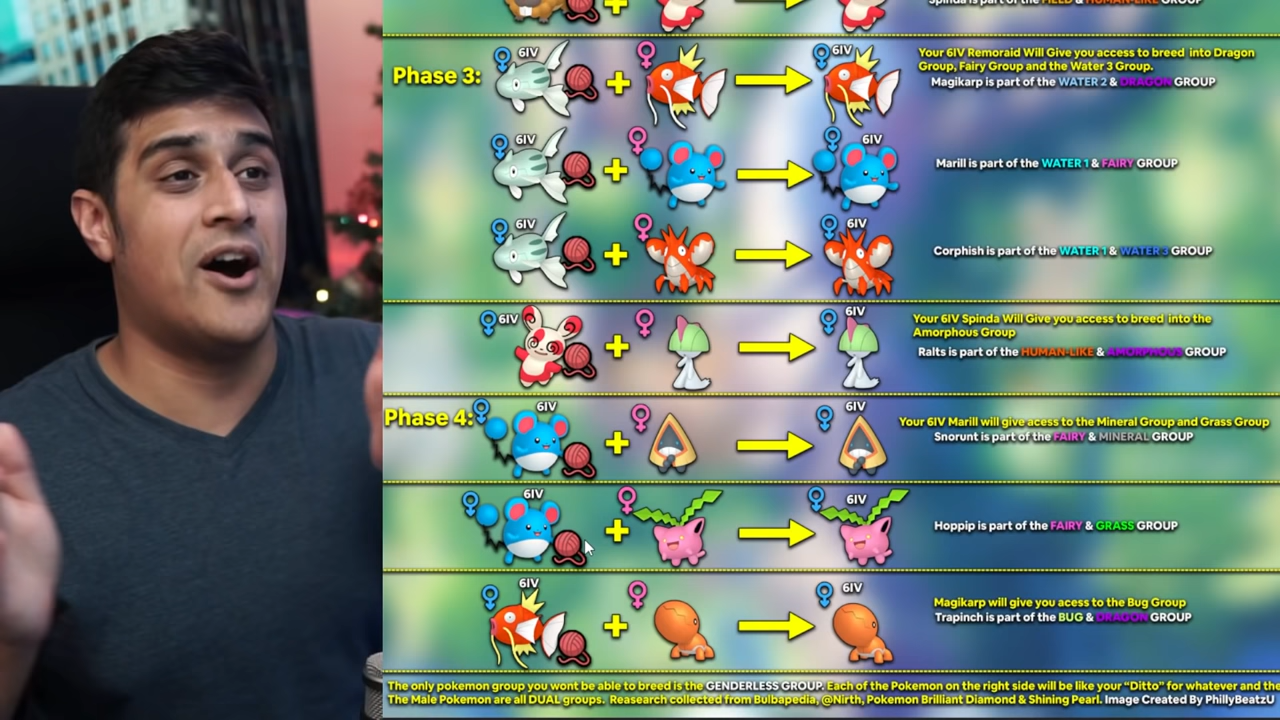 Spinda is part of the FIELD & HUMAN-LIKE GROUP
Phase 3:
6IV
6IV
Your 6IV Remoraid Will Give you access to breed into Dragon
Group, Fairy Group and the Water 3 Group.
Magikarp is part of the WATER 2 & DRAGON GROUP
6IV
6IV
Marill is part of the WATER 1 & FAIRY GROUP
6IV
6IV
Corphish is part of the WATER 1 & WATER 3 GROUP
6IV
6IV
Your 6IV Spinda Will Give you access to breed into the
Amorphous Group
Ralts is part of the HUMAN-LIKE & AMORPHOUS GROUP
Phase 4:
6IV
6IV
Your 6IV Marill will give acess to the Mineral Group and Grass Group
Snorunt is part of the FAIRY & MINERAL GROUP
6IV
6IV
Hoppip is part of the FAIRY & GRASS GROUP
6IV
6IV
Magikarp will give you acess to the Bug Group
Trapinch is part of the BUG & DRAGON GROUP
The only pokemon group you wont be able to breed is the GENDERLESS GROUP. Each of the Pokemon on the right side will be like your “Ditto” for whatever and the
The Male Pokemon are all DUAL groups. Reasearch collected from Bulbapedia, @Nirth, Pokemon Brilliant Diamond & Shining Pearl. Image Created By PhillyBeatzU